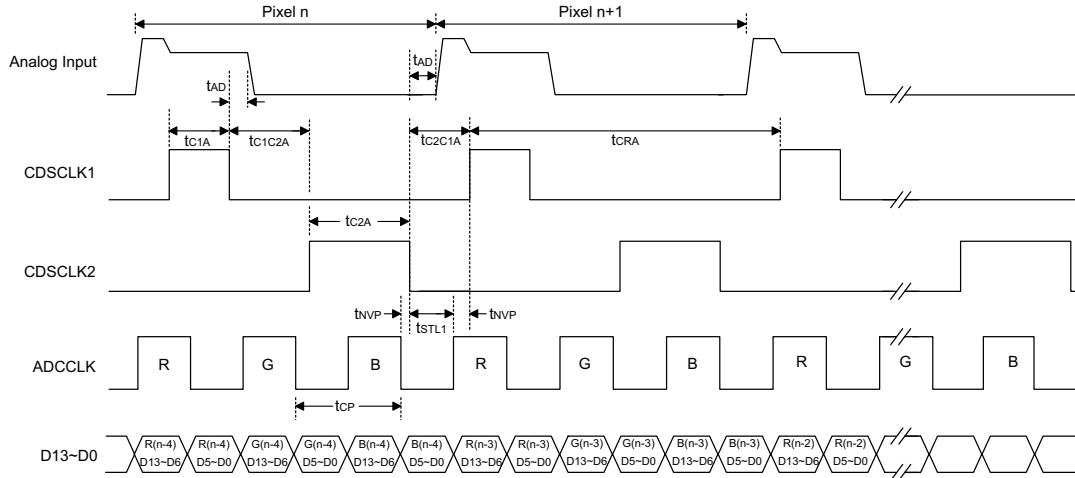 Pixel n Pixel n+1
Analog Input
tAD tAD
tC1A tC1C2A tC2C1A tCRA
CDSCLK1
tC2A
CDSCLK2
tNVP tSTL1 tNVP
ADCCLK R G B R G B R G B
tCP
R(n-4) R(n-4) G(n-4) G(n-4) B(n-4) B(n-4) R(n-3) R(n-3) G(n-3) G(n-3) B(n-3) B(n-3) R(n-2) R(n-2)
D13~D0
D13~D6 D5~D0 D13~D6 D5~D0 D13~D6 D5~D0 D13~D6 D5~D0 D13~D6 D5~D0 D13~D6 D5~D0 D13~D6 D5~D0